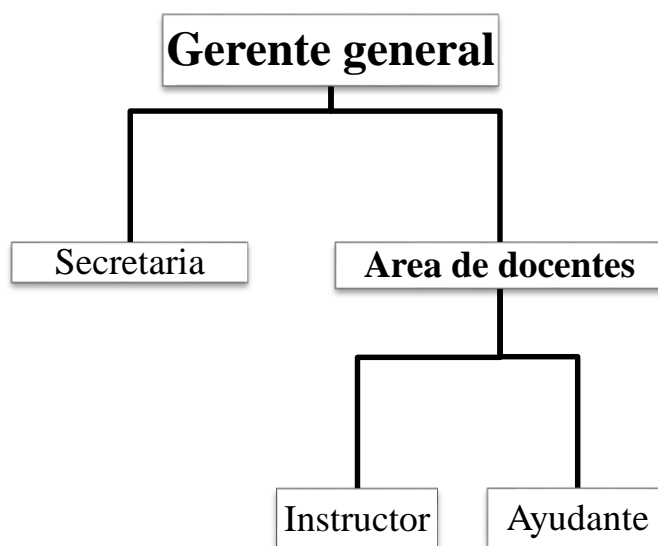 Gerente general
Secretaria
Area de docentes
Instructor
Ayudante